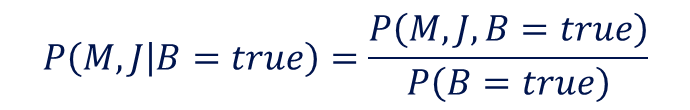 P(M,J|B = true) = P(M,J,B = true) / P(B = true)